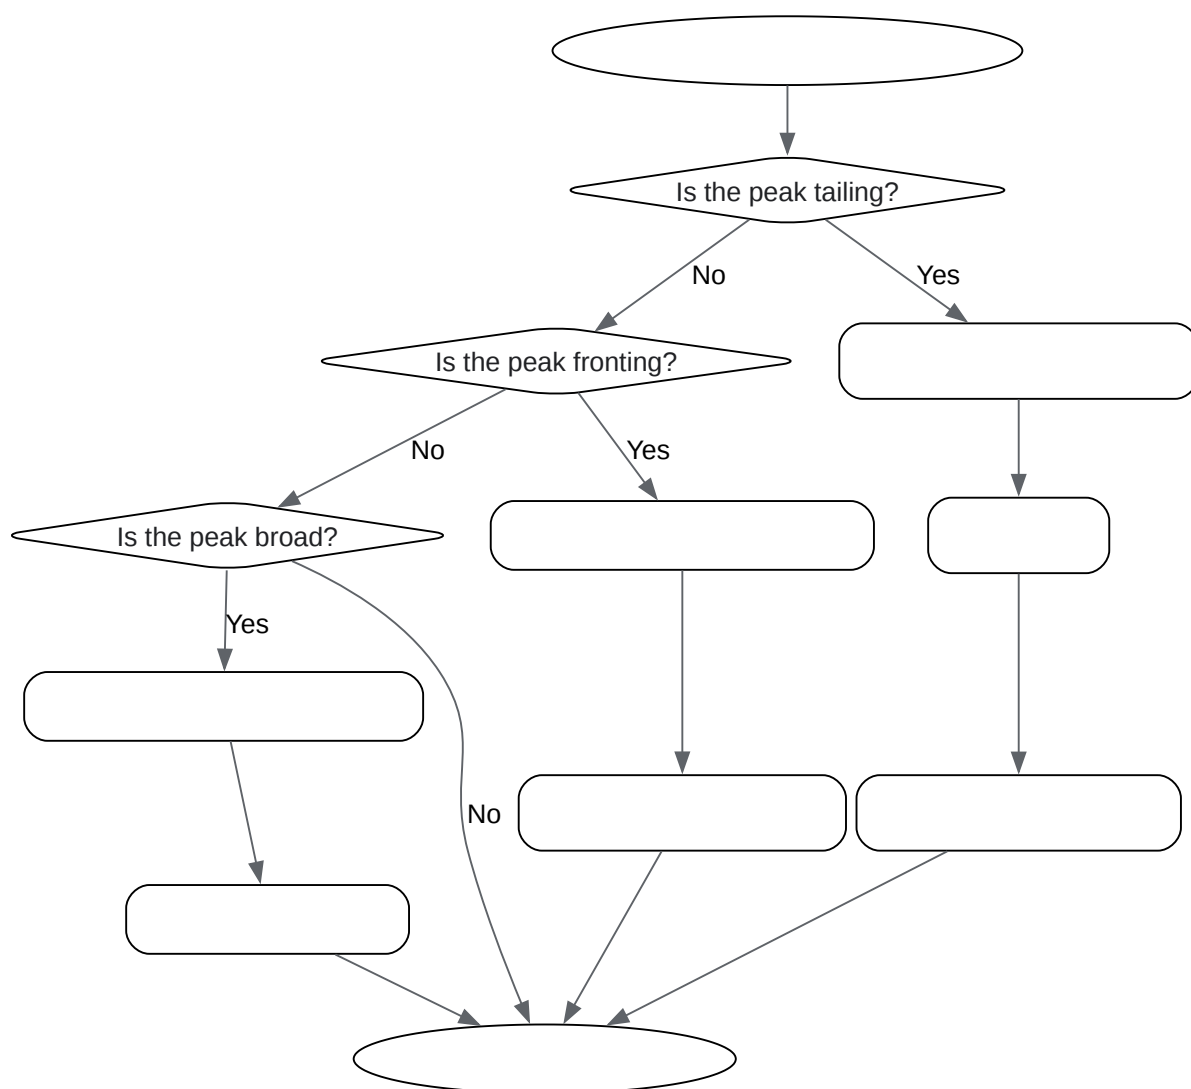 Is the peak tailing?
No
Yes
Is the peak fronting?
No
Yes
Is the peak broad?
Yes
No